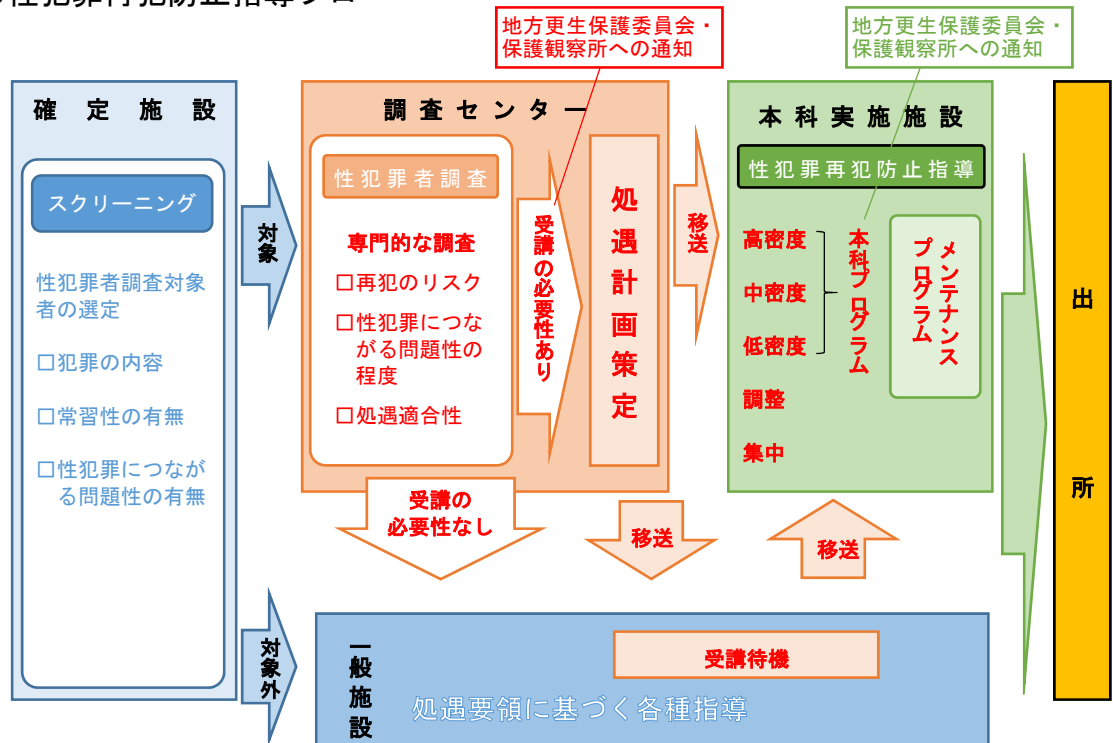 地方更生保護委員会・
保護観察所への通知
地方更生保護委員会・
保護観察所への通知
確定施設
スクリーニング
性犯罪者調査対象
者の選定
□犯罪の内容
□常習性の有無
□性犯罪につなが
る問題性の有無
対象
対象外
調査センター
性犯罪者調査
専門的な調査
□再犯のリスク
□性犯罪につな
がる問題性の
程度
□処遇適合性
受講の必要性あり
処遇計画策定
受講の
必要性なし
移送
移送
本科実施施設
性犯罪再犯防止指導
高密度
中密度
低密度
調整
集中
本科プログラム
メンテナンス
プログラム
移送
一般施設
受講待機
処遇要領に基づく各種指導
出所